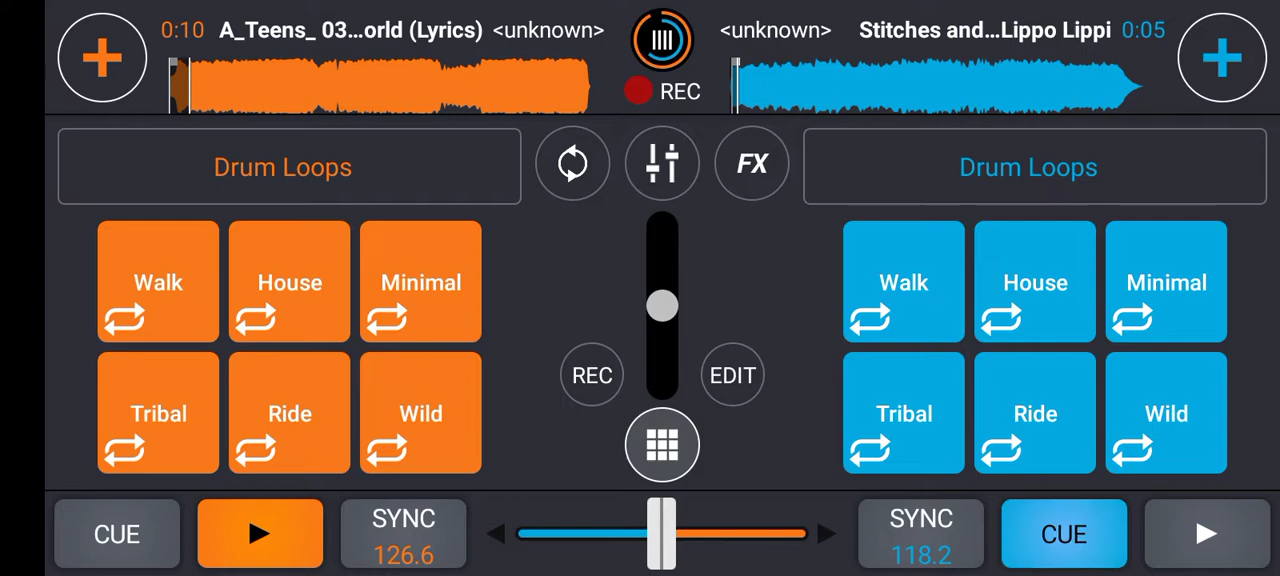 0:10 A_Teens_ 03...orld (Lyrics) <unknown>
<unknown> Stitches and...Lippo Lippi 0:05
REC
Drum Loops
FX
Drum Loops
Walk House Minimal
Walk House Minimal
REC EDIT
Tribal Ride Wild
Tribal Ride Wild
CUE
SYNC
126.6
SYNC
118.2
CUE